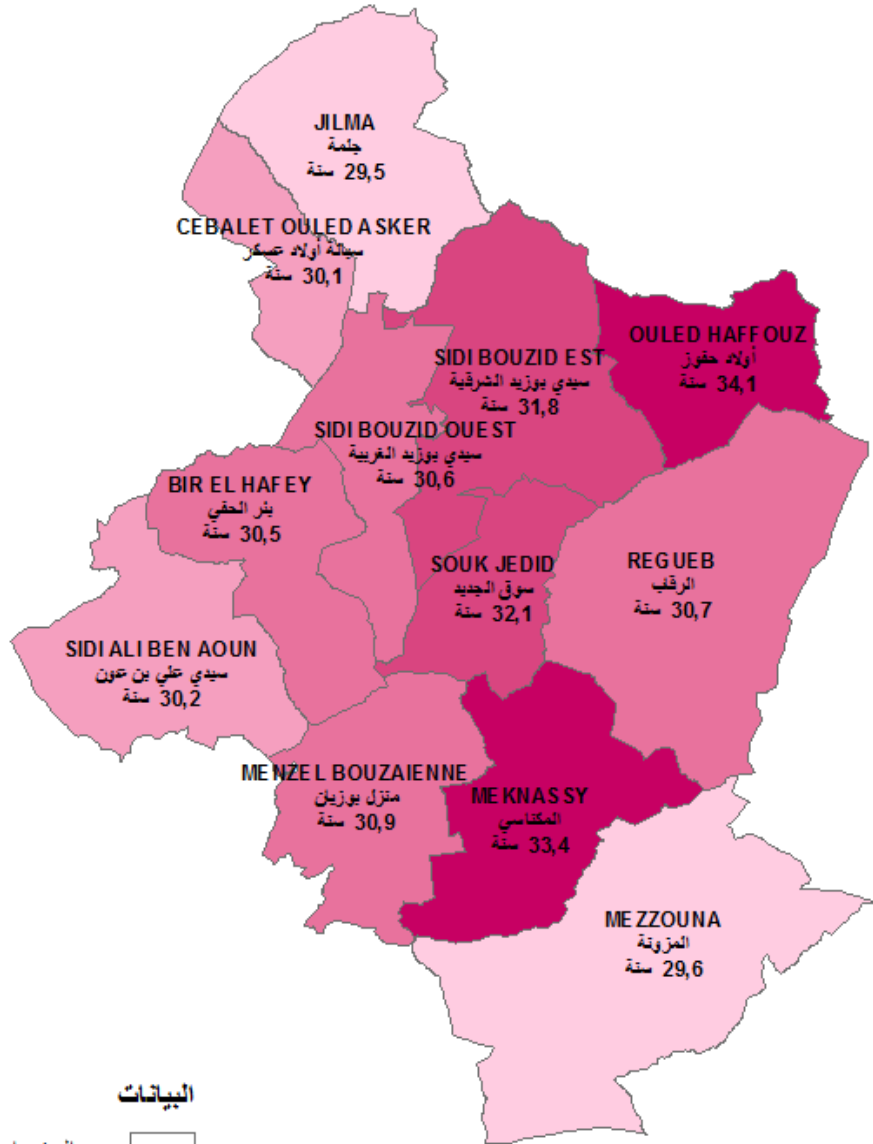 JILMA
جلمة
29,5 سنة
CEBALET OULED ASKER
سبالة أولاد عسكر
30,1 سنة
OULED HAFFOUZ
أولاد حفوز
34,1 سنة
SIDI BOUZID EST
سيدي بوزيد الشرقية
31,8 سنة
SIDI BOUZID OUEST
سيدي بوزيد الغربية
30,6 سنة
BIR EL HAFEY
بئر الحفي
30,5 سنة
SOUK JEDID
سوق الجديد
32,1 سنة
REGUEB
الرقاب
30,7 سنة
SIDI ALI BEN AOUN
سيدي علي بن عون
30,2 سنة
MENZEL BOUZAIENNE
منزل بوزيان
30,9 سنة
MEKNASSY
المكناسي
33,4 سنة
MEZZOUNA
المزونة
29,6 سنة
البيانات